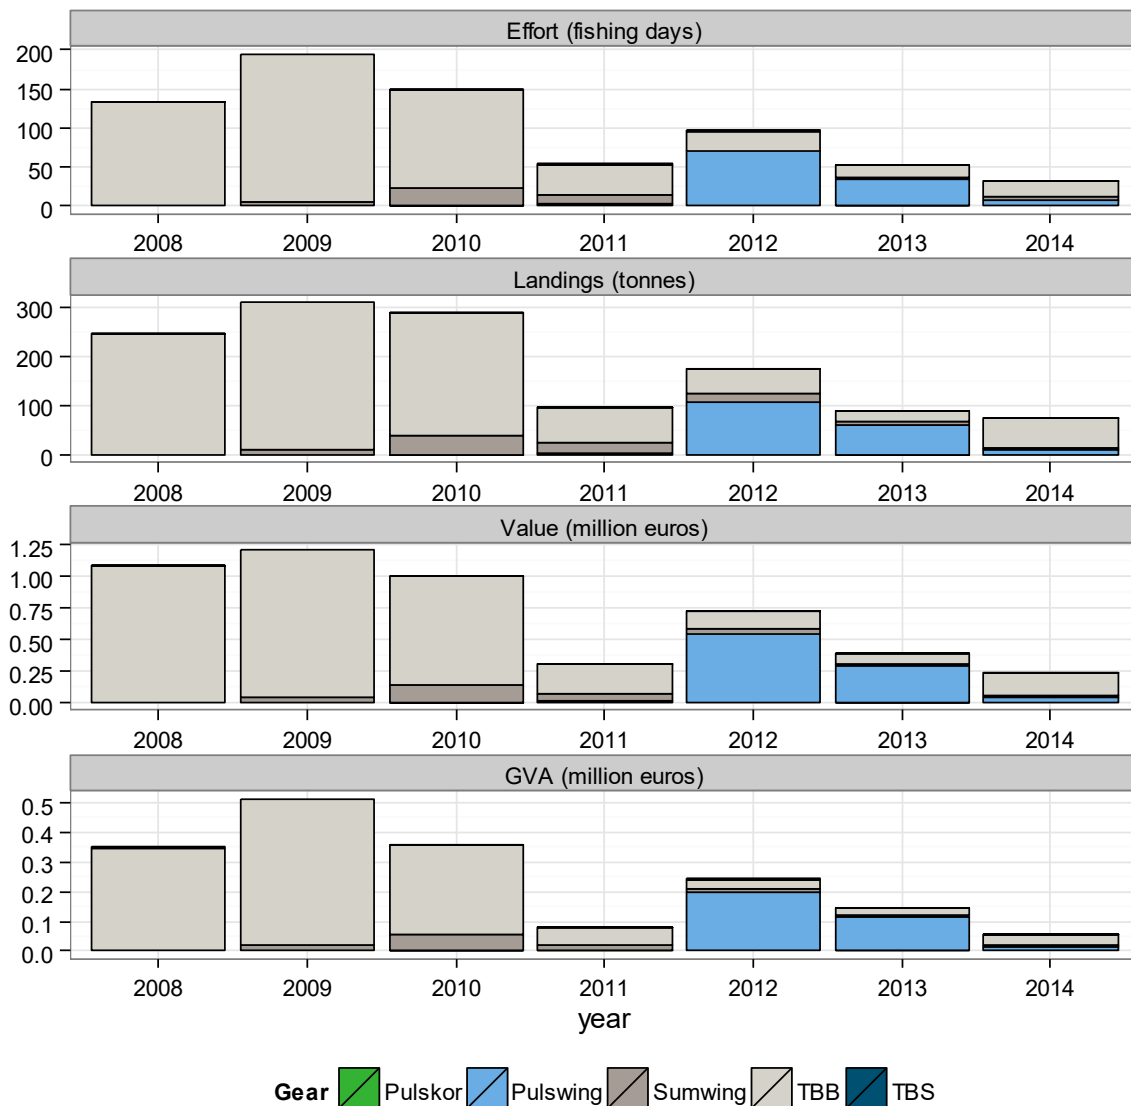 Effort (fishing days)
200
150
100
50
0
2008 2009 2010 2011 2012 2013 2014
Landings (tonnes)
300
200
100
0
2008 2009 2010 2011 2012 2013 2014
Value (million euros)
1.25
1.00
0.75
0.50
0.25
0.00
2008 2009 2010 2011 2012 2013 2014
GVA (million euros)
0.5
0.4
0.3
0.2
0.1
0.0
2008 2009 2010 2011 2012 2013 2014
year
Gear Pulskor Pulswing Sumwing TBB TBS